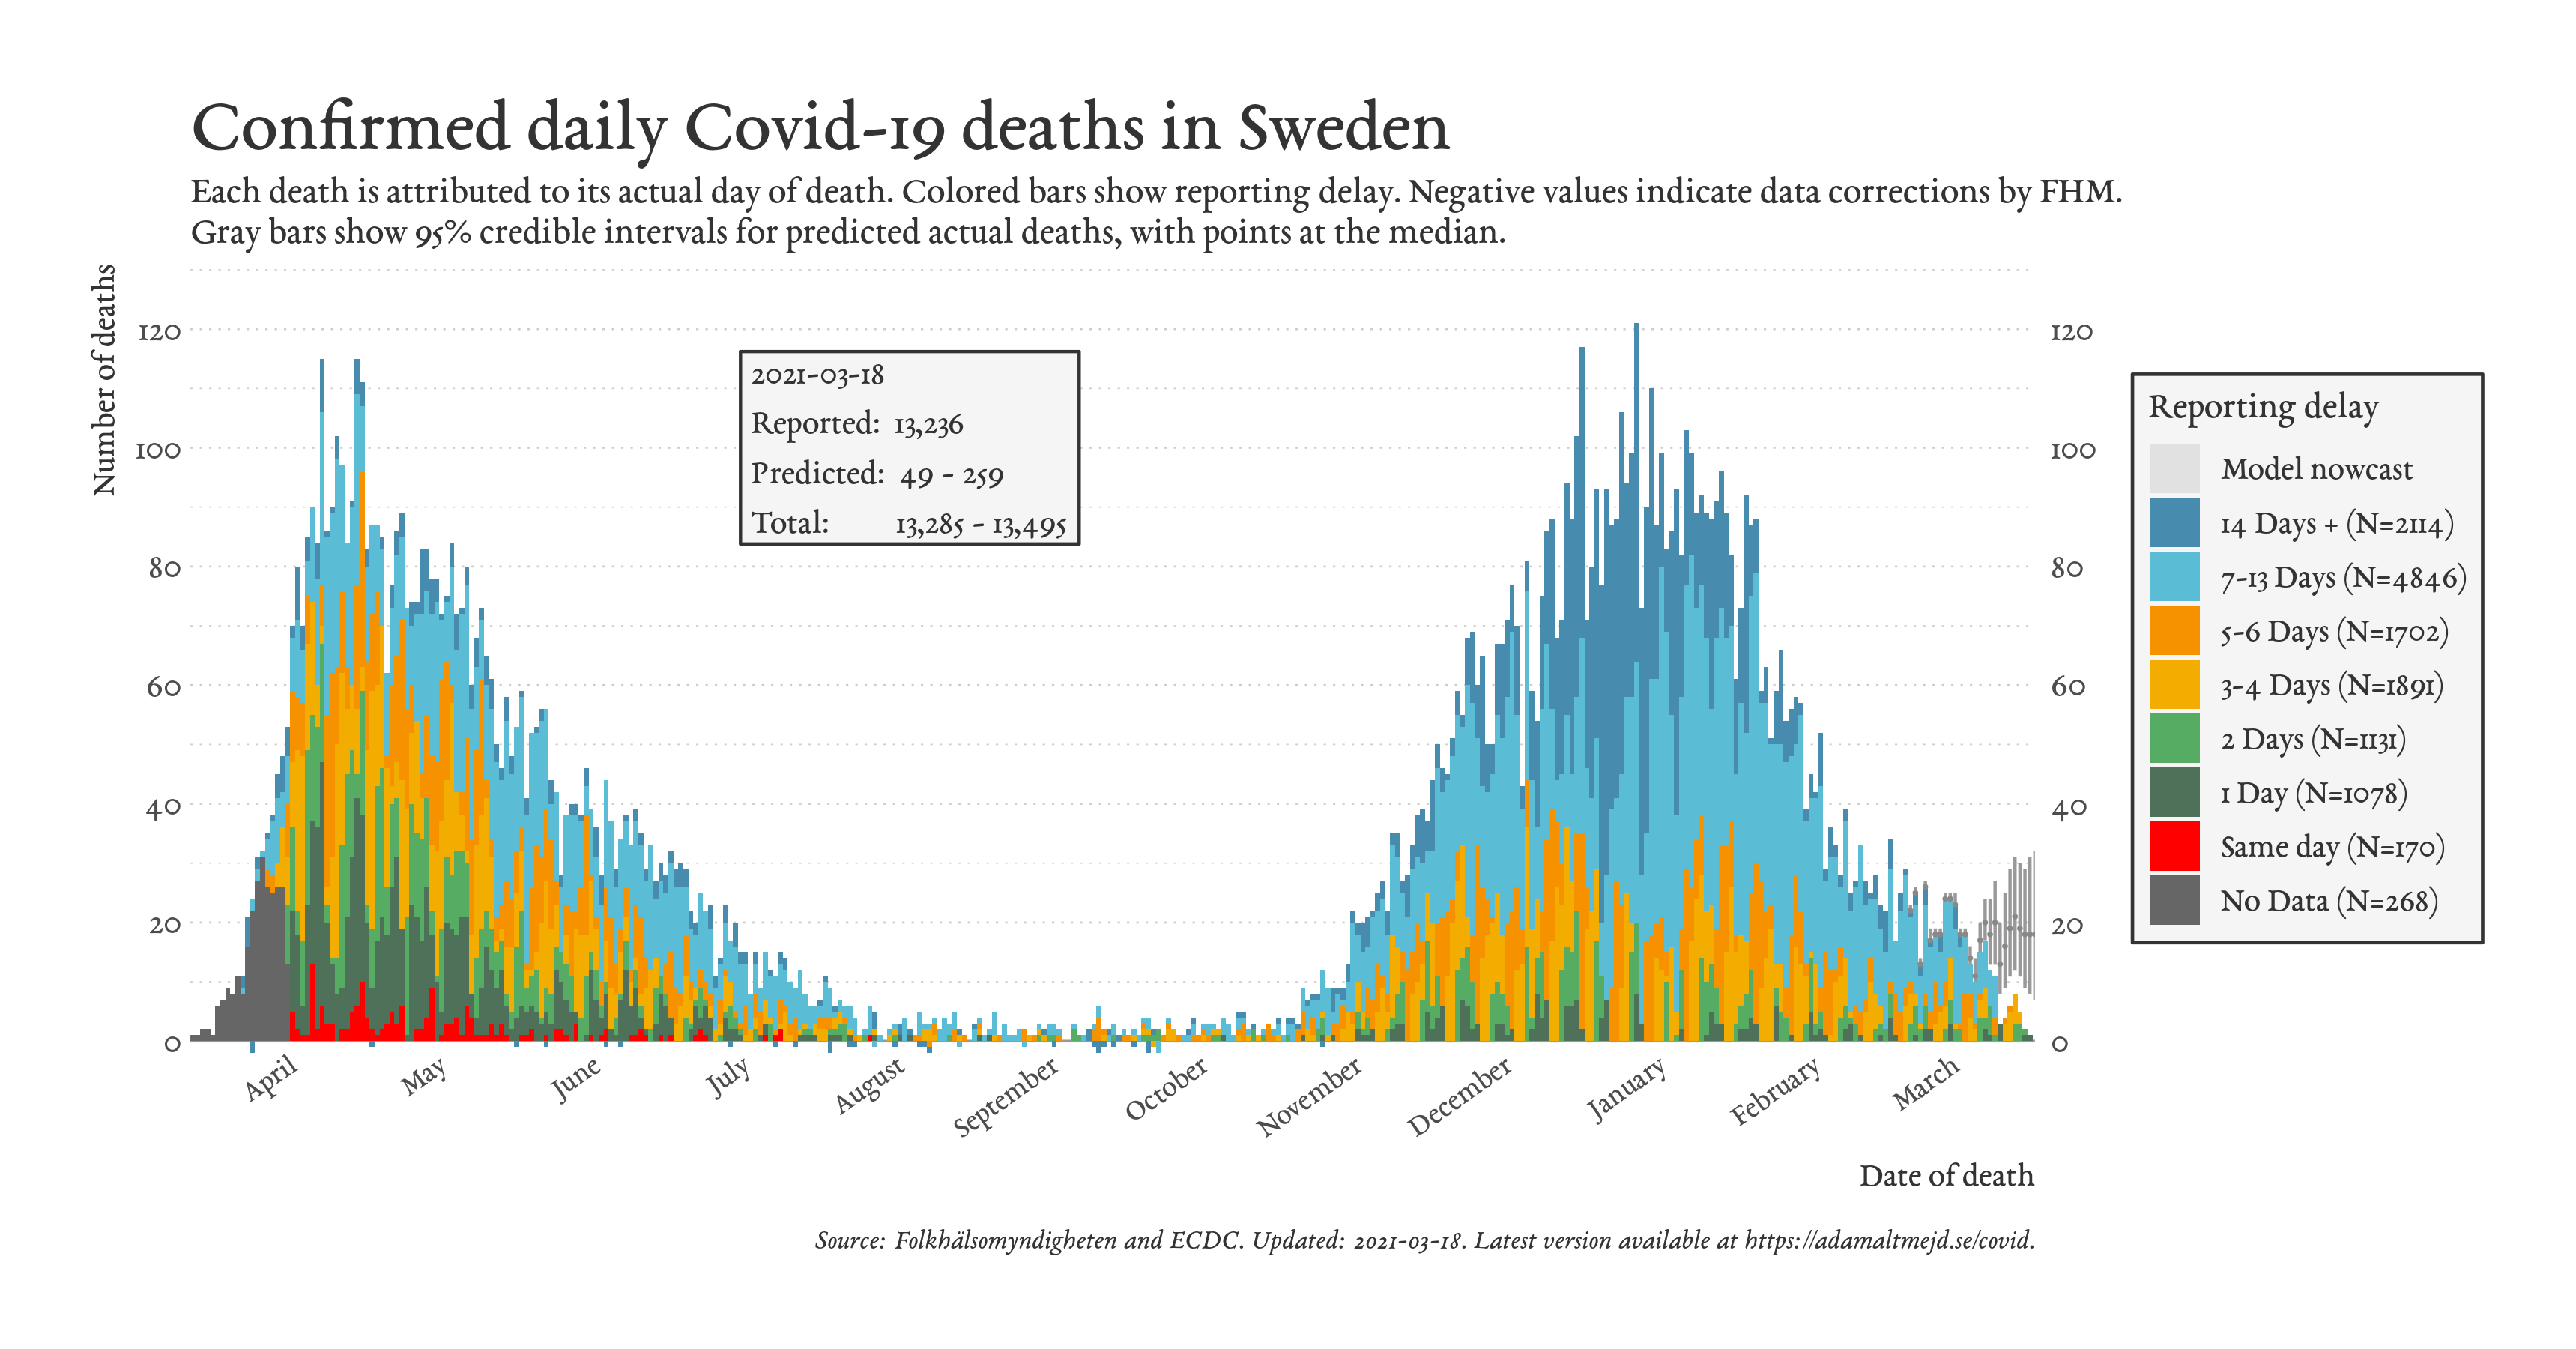 Confirmed daily Covid-19 deaths in Sweden
Each death is attributed to its actual day of death. Colored bars show reporting delay. Negative values indicate data corrections by FHM.
Gray bars show 95% credible intervals for predicted actual deaths, with points at the median.
Number of deaths
120
100
80
60
40
20
0
2021-03-18
Reported: 13,236
Predicted: 49 - 259
Total: 13,285 - 13,495
120
100
80
60
40
20
0
Reporting delay
Model nowcast
14 Days + (N=2114)
7-13 Days (N=4846)
5-6 Days (N=1702)
3-4 Days (N=1891)
2 Days (N=1131)
1 Day (N=1078)
Same day (N=170)
No Data (N=268)
April
May
June
July
August
September
October
November
December
January
February
March
Date of death
Source: Folkhälsomyndigheten and ECDC. Updated: 2021-03-18. Latest version available at https://adamaltmejd.se/covid.